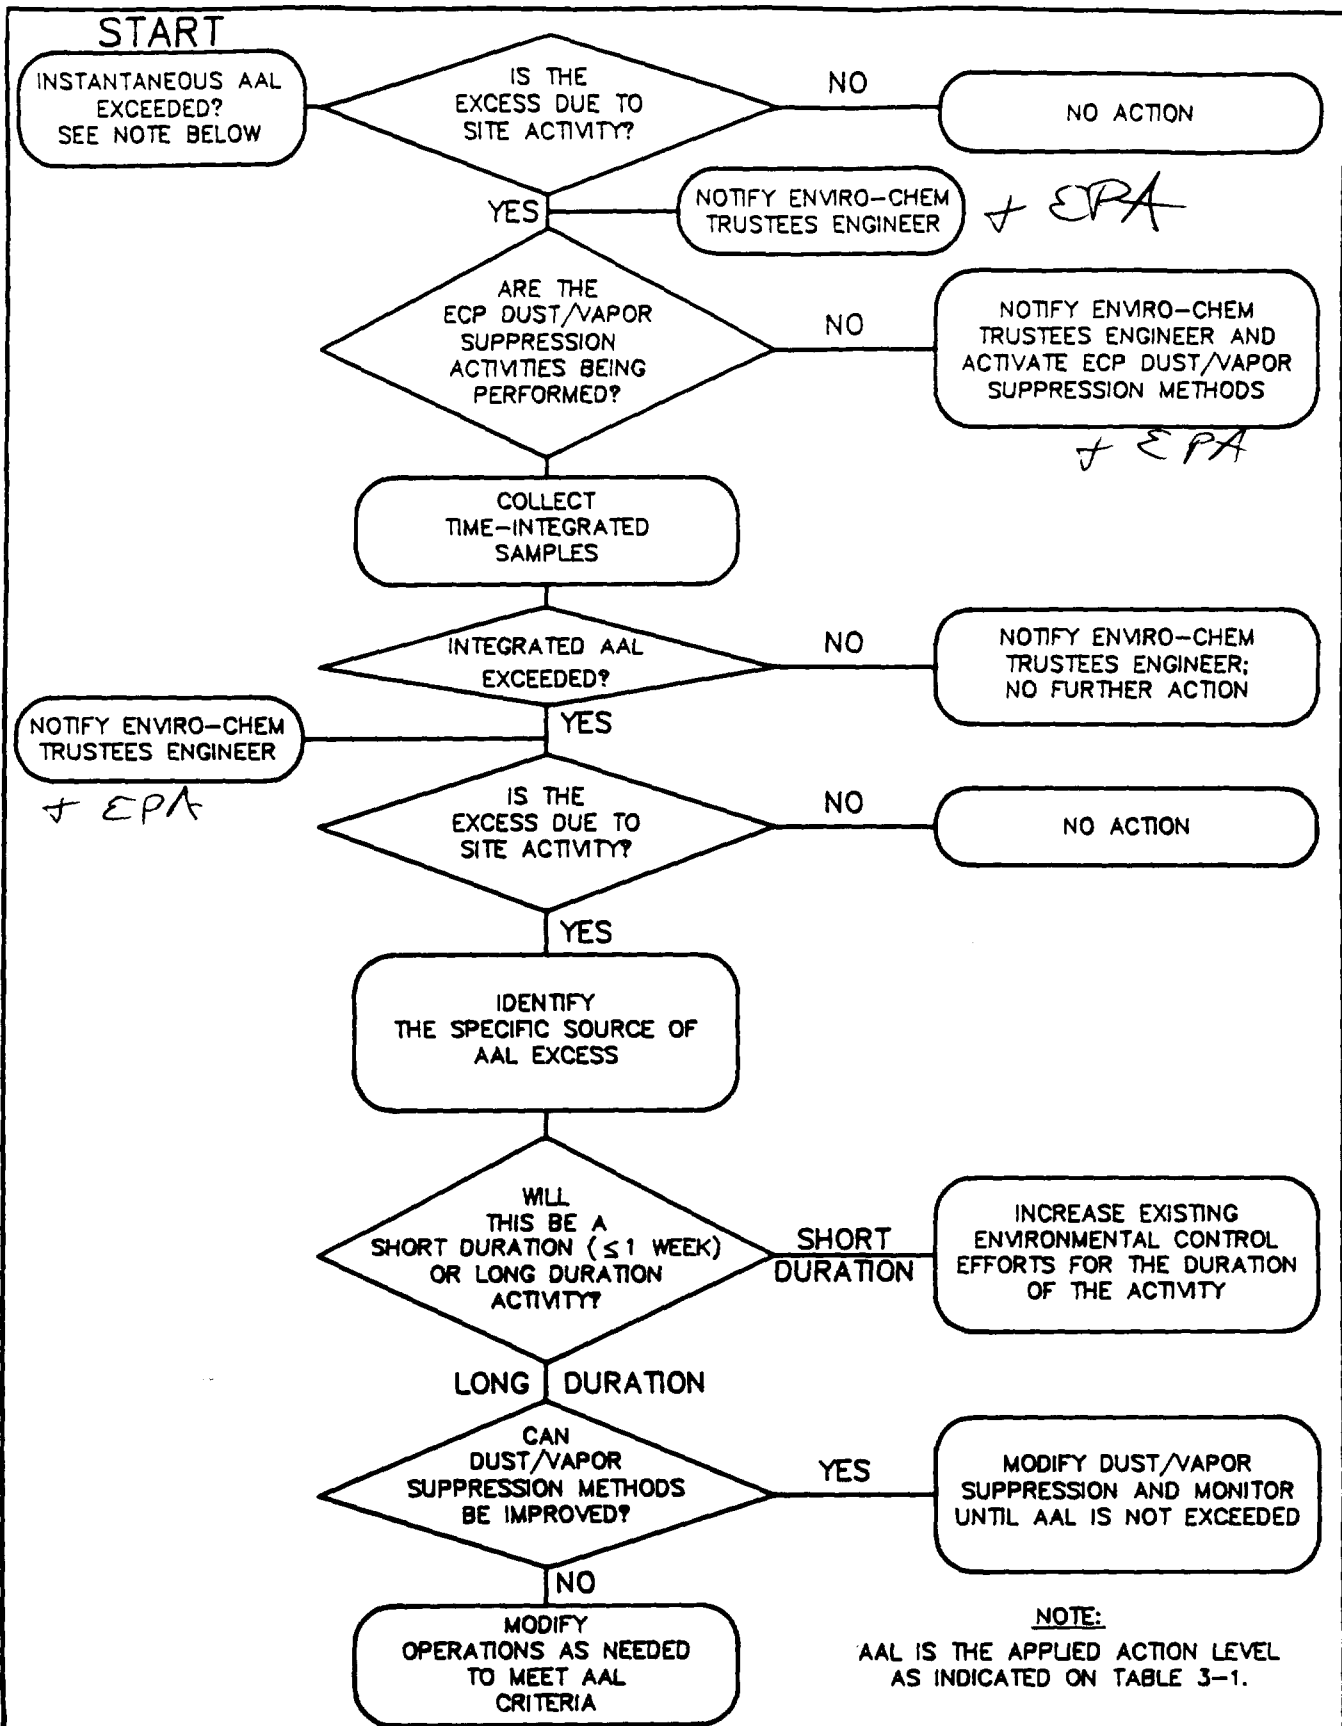 START
INSTANTANEOUS AAL
EXCEEDED?
SEE NOTE BELOW
IS THE
EXCESS DUE TO
SITE ACTIVITY?
NO
NO ACTION
YES
NOTIFY ENVIRO-CHEM
TRUSTEES ENGINEER
+ EPA
ARE THE
ECP DUST/VAPOR
SUPPRESSION
ACTIVITIES BEING
PERFORMED?
NO
NOTIFY ENVIRO-CHEM
TRUSTEES ENGINEER AND
ACTIVATE ECP DUST/VAPOR
SUPPRESSION METHODS
+ EPA
COLLECT
TIME-INTEGRATED
SAMPLES
INTEGRATED AAL
EXCEEDED?
NO
NOTIFY ENVIRO-CHEM
TRUSTEES ENGINEER;
NO FURTHER ACTION
YES
NOTIFY ENVIRO-CHEM
TRUSTEES ENGINEER
+ EPA
IS THE
EXCESS DUE TO
SITE ACTIVITY?
NO
NO ACTION
YES
IDENTIFY
THE SPECIFIC SOURCE OF
AAL EXCESS
WILL
THIS BE A
SHORT DURATION (≤1 WEEK)
OR LONG DURATION
ACTIVITY?
SHORT
DURATION
INCREASE EXISTING
ENVIRONMENTAL CONTROL
EFFORTS FOR THE DURATION
OF THE ACTIVITY
LONG DURATION
CAN
DUST/VAPOR
SUPPRESSION METHODS
BE IMPROVED?
YES
MODIFY DUST/VAPOR
SUPPRESSION AND MONITOR
UNTIL AAL IS NOT EXCEEDED
NO
MODIFY
OPERATIONS AS NEEDED
TO MEET AAL
CRITERIA
NOTE:
AAL IS THE APPLIED ACTION LEVEL
AS INDICATED ON TABLE 3-1.